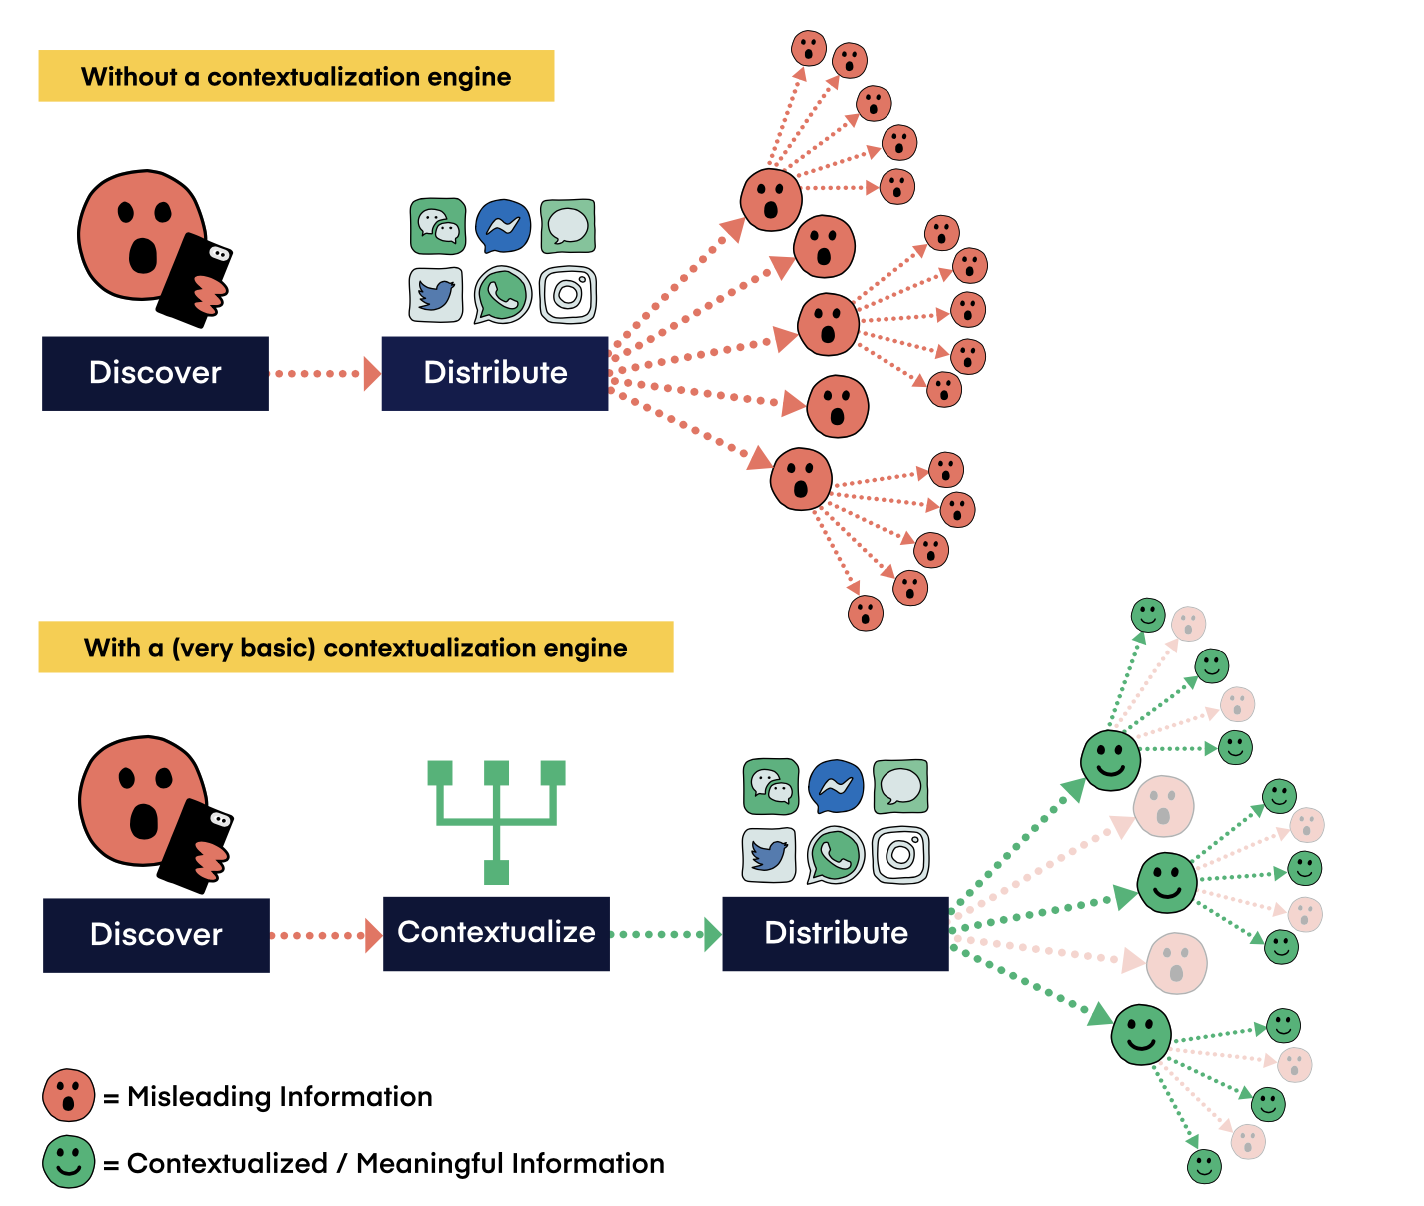 Without a contextualization engine
Discover
Distribute
With a (very basic) contextualization engine
Discover
Contextualize
Distribute
= Misleading Information
= Contextualized / Meaningful Information